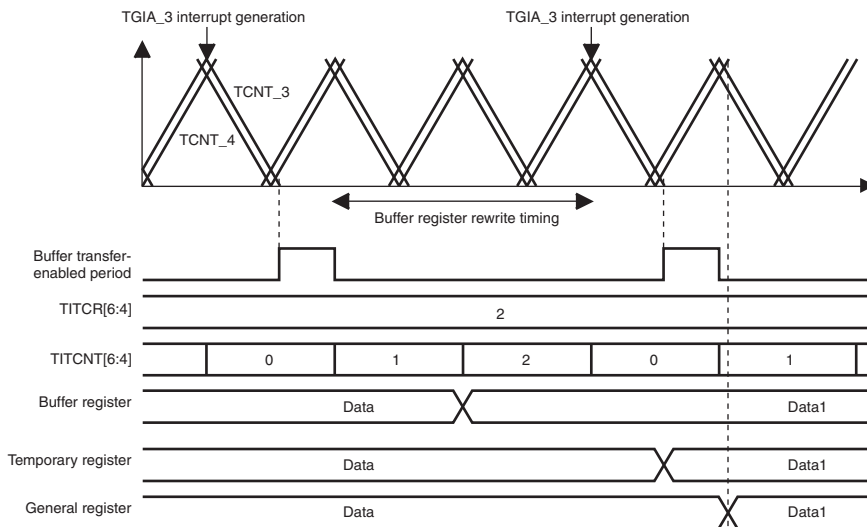 TGIA_3 interrupt generation
TGIA_3 interrupt generation
TCNT_3
TCNT_4
Buffer register rewrite timing
Buffer transfer-
enabled period
TITCR[6:4]
2
TITCNT[6:4]
0
1
2
0
1
Buffer register
Data
Data1
Temporary register
Data
Data1
General register
Data
Data1